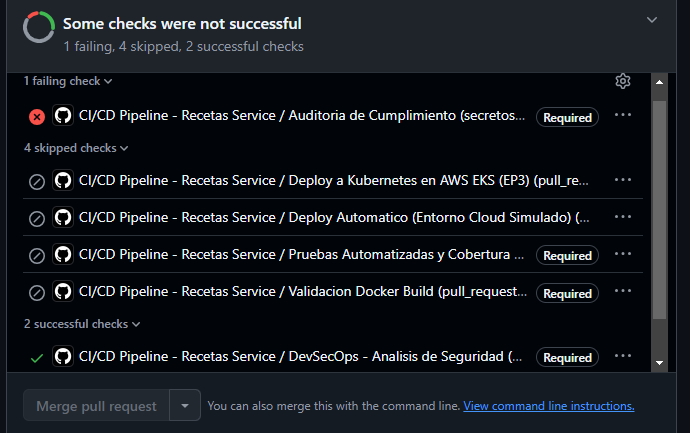 Some checks were not successful
1 failing, 4 skipped, 2 successful checks
1 failing check
CI/CD Pipeline - Recetas Service / Auditoria de Cumplimiento (secretos... Required
4 skipped checks
CI/CD Pipeline - Recetas Service / Deploy a Kubernetes en AWS EKS (EP3) (pull_re...
CI/CD Pipeline - Recetas Service / Deploy Automatico (Entorno Cloud Simulado) (...
CI/CD Pipeline - Recetas Service / Pruebas Automatizadas y Cobertura ... Required
CI/CD Pipeline - Recetas Service / Validacion Docker Build (pull_request... Required
2 successful checks
CI/CD Pipeline - Recetas Service / DevSecOps - Analisis de Seguridad (... Required
Merge pull request You can also merge this with the command line. View command line instructions.